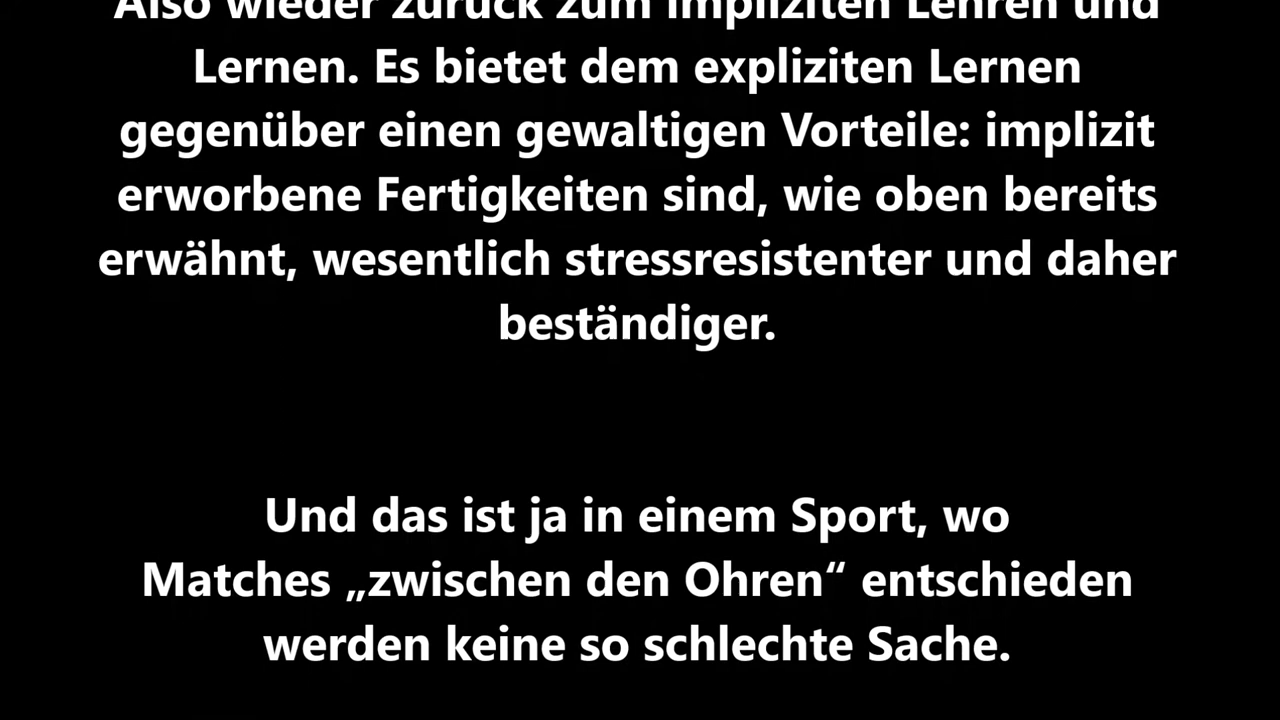 Also wieder zurück zum impliziten Lehren und
Lernen. Es bietet dem expliziten Lernen
gegenüber einen gewaltigen Vorteile: implizit
erworbene Fertigkeiten sind, wie oben bereits
erwähnt, wesentlich stressresistenter und daher
beständiger.
Und das ist ja in einem Sport, wo
Matches „zwischen den Ohren“ entschieden
werden keine so schlechte Sache.